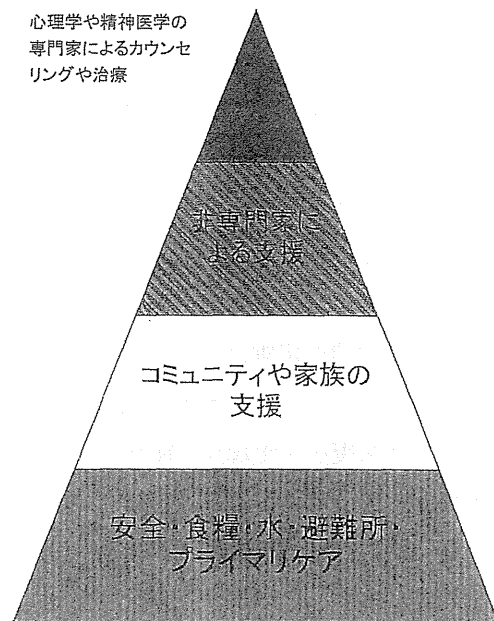 心理学や精神医学の
専門家によるカウンセ
リングや治療
非専門家に
よる支援
コミュニティや家族の
支援
安全・食糧・水・避難所・
プライマリケア